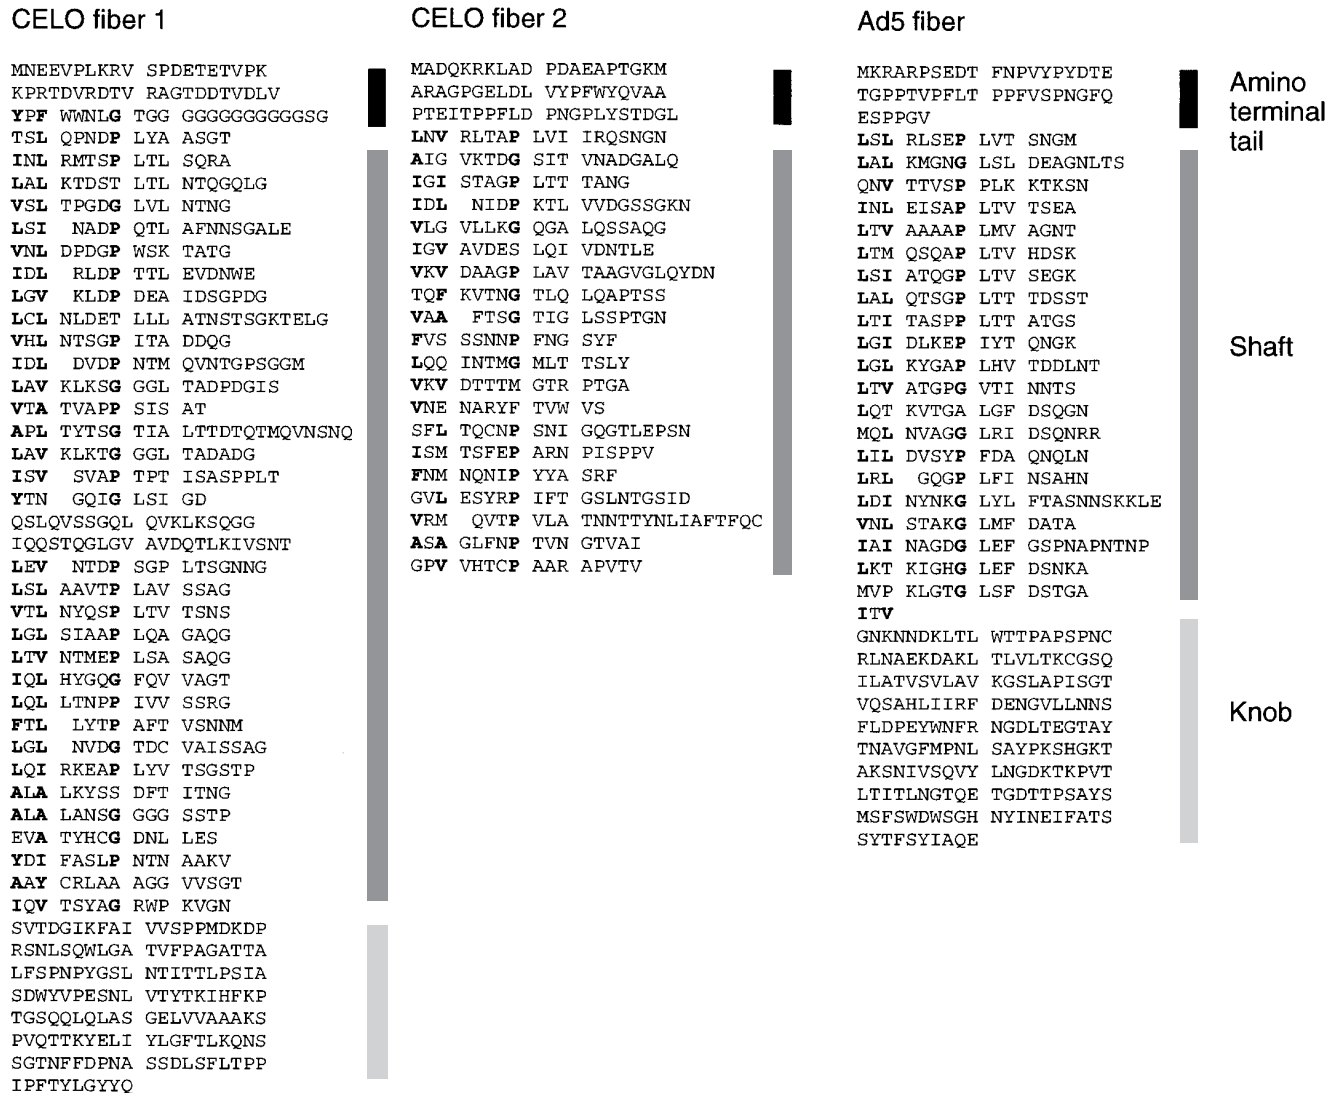 CELO fiber 1
MNEEVPLKRV SPDETETVPK
KPRTDVRDTV RAGTDDTVDLV
YPF WWNLG TGG GGGGGGGGGGGSG
TSL QPNDP LYA ASGT
INL RMTSP LTL SQRA
LAL KTDST LTL NTQGQLG
VSL TPGDG LVL NTNG
LSI NADP QTL AFNNSGALE
VNL DPDGP WSK TATG
IDL RLDP TTL EVDNWE
LGV KLDP DEA IDSGPDG
LCL NLDET LLL ATNSTSGKTELG
VHL NTSGP ITA DDQG
IDL DVDP NTM QVNTGPSGGM
LAV KLKSG GGL TADPDGIS
VTA TVAPP SIS AT
APL TYTSG TIA LTTDTQTMQVNSNQ
LAV KLKTG GGL TADADG
ISV SVAP TPT ISASPPLT
YTN GQIG LSI GD
QSLQVSSGQL QVKLKSQGG
IQQSTQGLGV AVDQTLKIVSNT
LEV NTDP SGP LTSGNNG
LSL AAVTP LAV SSAG
VTL NYQSP LTV TSNS
LGL SIAAP LQA GAQG
LTV NTMEP LSA SAQG
IQL HYGQG FQV VAGT
LQL LTNPP IVV SSRG
FTL LYTP AFT VSNNM
LGL NVDG TDC VAISSAG
LQI RKEAP LYV TSGSTP
ALA LKYSS DFT ITNG
ALA LANSG GGG SSTP
EVA TYHCG DNL LES
YDI FASLP NTN AAKV
AAY CRLAA AGG VVSGT
IQV TSYAG RWP KVGN
SVTDGIKFAI VVSPPMDKDP
RSNLSQWLGA TVFPAGATTA
LFSPNPYGSL NTITTLPSIA
SDWYVPESNL VTYTKIHFKP
TGSQQLQLAS GELVVAAAKS
PVQTTKYELI YLGFTLKQNS
SGTNFFDPNA SSDLSFLTPP
IPFTYLGYYQ
CELO fiber 2
MADQKRKLAD PDAEAPTGKM
ARAGPGELDL VYPFWYQVAA
PTEITPPFLD PNGPLYSTDGL
LNV RLTAP LVI IRQSNGN
AIG VKTDG SIT VNADGALQ
IGI STAGP LTT TANG
IDL NIDP KTL VVDGSSGKN
VLG VLLKG QGA LQSSAQG
IGV AVDES LQI VDNTLE
VKV DAAGP LAV TAAGVGLQYDN
TQF KVTNG TLQ LQAPTSS
VAA FTSG TIG LSSPTGN
FVS SSNNP FNG SYF
LQQ INTMG MLT TSLY
VKV DTTTM GTR PTGA
VNE NARYF TVW VS
SFL TQCNP SNI GQGTLEPSN
ISM TSFEP ARN PISPPV
FNM NQNIP YYA SRF
GVL ESYRP IFT GSLNTGSID
VRM QVTP VLA TNNTTYNLIAFTFQC
ASA GLFNP TVN GTVAI
GPV VHTCP AAR APVTV
Ad5 fiber
MKRARPSEDT FNPVYPYDTE
TGPPTVPFLT PPFVSPNGFQ
ESPPGV
LSL RLSEP LVT SNGM
LAL KMGNG LSL DEAGNLTS
QNV TTVSP PLK KTKSN
INL EISAP LTV TSEA
LTV AAAAP LMV AGNT
LTM QSQAP LTV HDSK
LSI ATQGP LTV SEGK
LAL QTSGP LTT TDSST
LTI TASPP LTT ATGS
LGI DLKEP IYT QNGK
LGL KYGAP LHV TDDLNT
LTV ATGPG VTI NNTS
LQT KVTGA LGF DSQGN
MQL NVAGG LRI DSQNRR
LIL DVSYP FDA QNQLN
LRL GQGP LFI NSAHN
LDI NYNKG LYL FTASNNSKKLE
VNL STAKG LMF DATA
IAI NAGDG LEF GSPNAPNTNP
LKT KIGHG LEF DSNKA
MVP KLGTG LSF DSTGA
ITV
GNKNNDKLTL WTTPAPSPNC
RLNAEKDAKL TLVLTKCGSQ
ILATVSVLAV KGSLAPISGT
VQSAHLIIRF DENGVLLNNS
FLDPEYWNFR NGDLTEGTAY
TNAVGFMPNL SAYPKSHGKT
AKSNIVSQVY LNGDKTKPVT
LTITLNGTQE TGDTTPSAYS
MSFSWDWSGH NYINEIFATS
SYTFSYIAQE
Amino
terminal
tail
Shaft
Knob